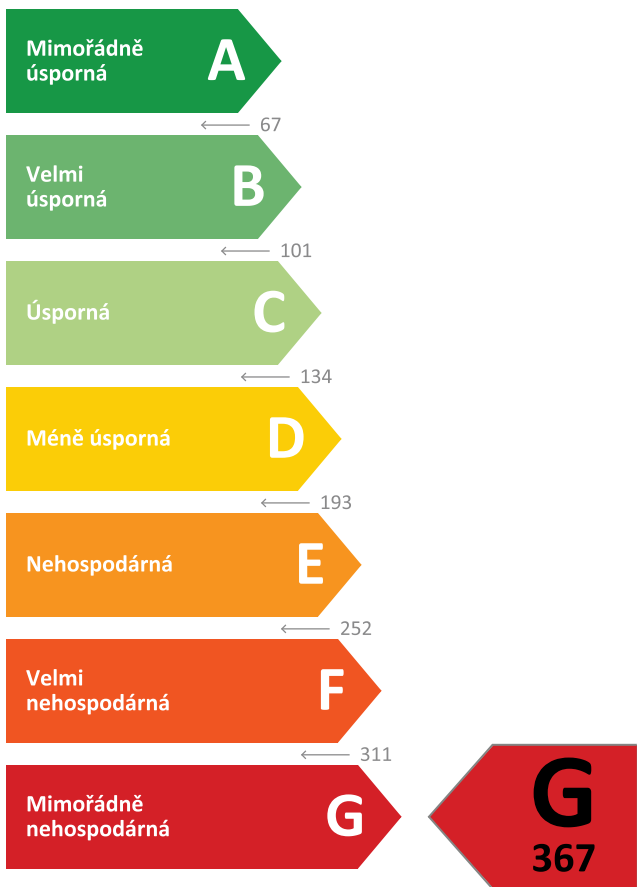 Mimořádně
úsporná
A
67
Velmi
úsporná
B
101
Úsporná
C
134
Méně úsporná
D
193
Nehospodárná
E
252
Velmi
nehospodárná
F
311
Mimořádně
nehospodárná
G
G
367